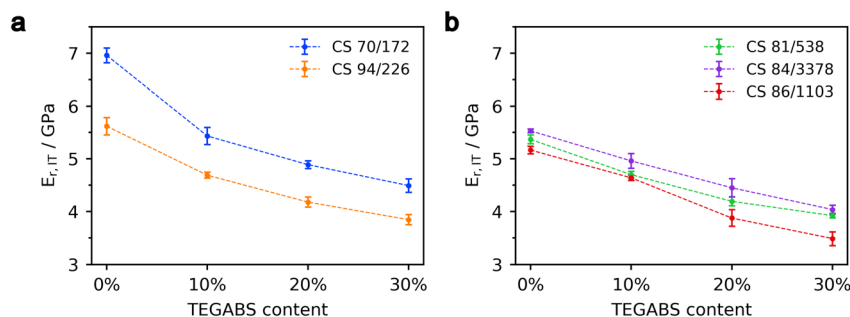 a
E_r,IT / GPa
7
6
5
4
3
CS 70/172
CS 94/226
0% 10% 20% 30%
TEGABS content
b
E_r,IT / GPa
7
6
5
4
3
CS 81/538
CS 84/3378
CS 86/1103
0% 10% 20% 30%
TEGABS content